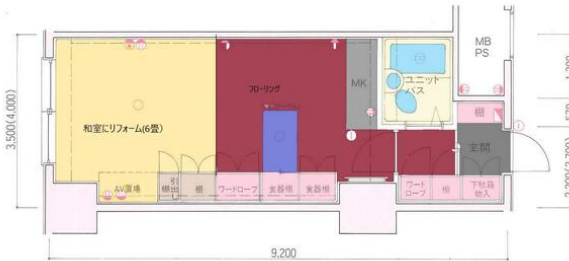 MB
PS
ユニット
バス
MK
フローリング
和室にリフォーム(6畳)
棚
玄関
AV置場
引出
棚
棚
ワードローブ
食器棚
食器棚
ワード
ローブ
棚
下駄箱
物入
3,500(4,000)
9,200